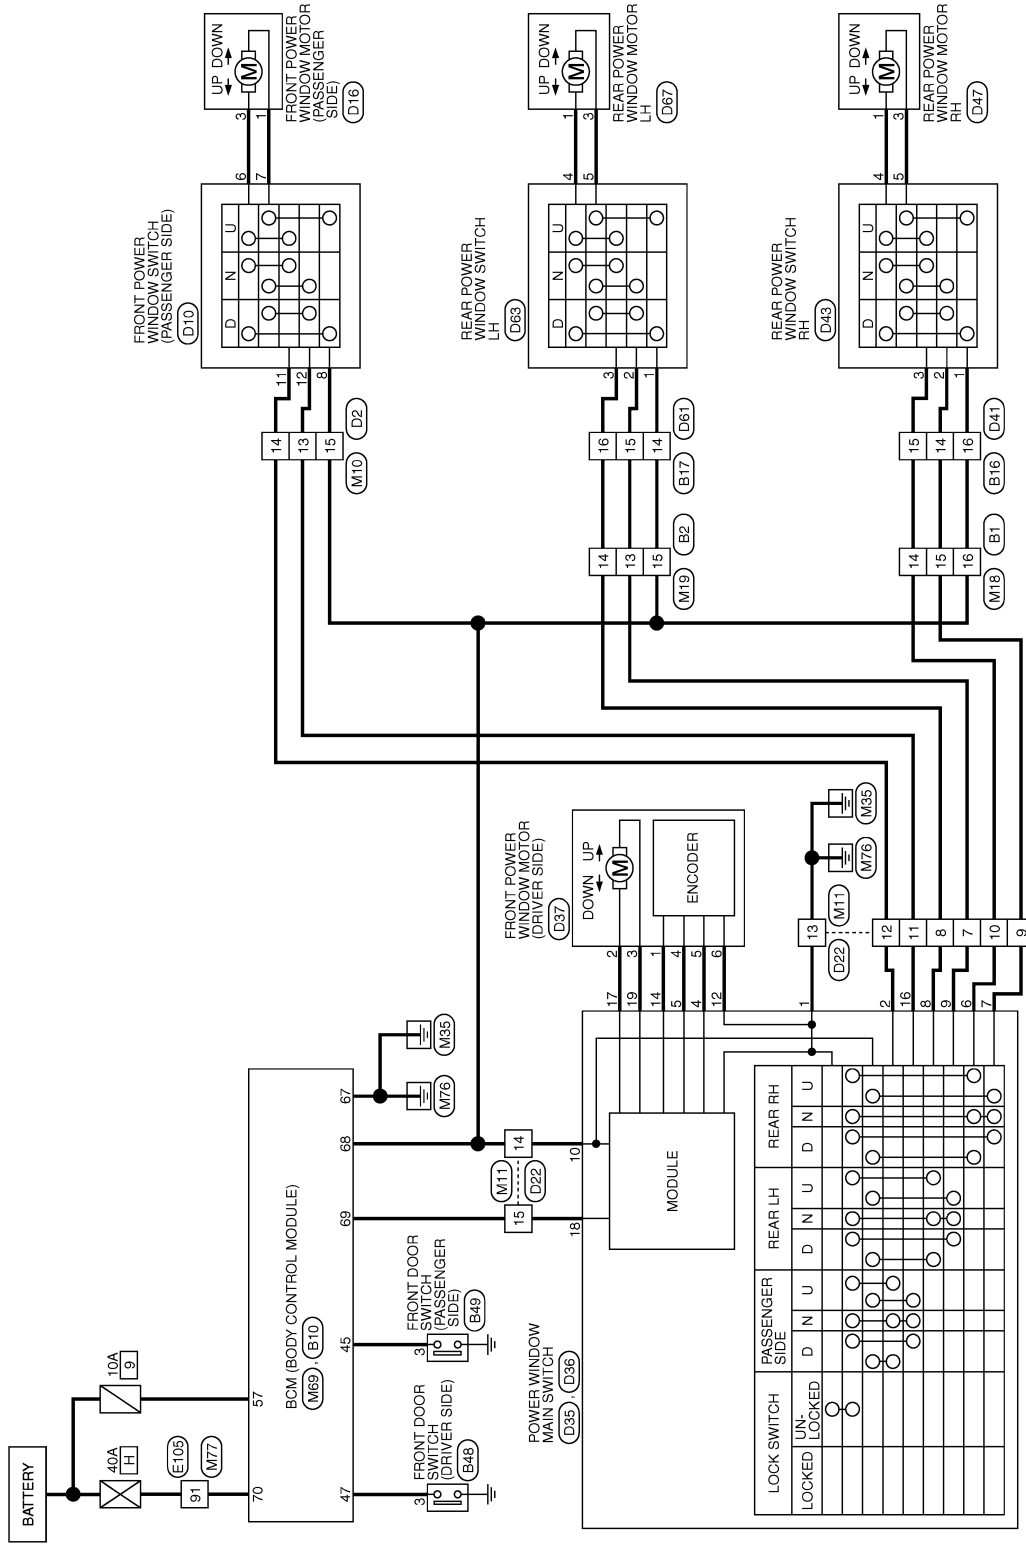 BATTERY
40A
H
10A
9
E105
M77
91
70
57
BCM (BODY CONTROL MODULE)
M69 , B10
47
45
69
68
67
3
FRONT DOOR
SWITCH
(DRIVER SIDE)
B48
3
FRONT DOOR
SWITCH
(PASSENGER
SIDE)
B49
M76
M35
M11
D22
15
14
18
10
POWER WINDOW
MAIN SWITCH
D35 , D36
MODULE
LOCK SWITCH
LOCKED
UN-
LOCKED
PASSENGER
SIDE
D
N
U
REAR LH
D
N
U
REAR RH
D
N
U
17
19
14
5
4
12
1
2
16
8
9
6
7
2
3
1
4
5
6
FRONT POWER
WINDOW MOTOR
(DRIVER SIDE)
D37
DOWN
UP
M
ENCODER
D22
M11
13
12
11
8
7
10
9
M76
M35
M10
D2
14
13
15
11
12
8
FRONT POWER
WINDOW SWITCH
(PASSENGER SIDE)
D10
D
N
U
6
7
3
1
UP
DOWN
M
FRONT POWER
WINDOW MOTOR
(PASSENGER
SIDE)
D16
M19
B2
14
13
15
B17
D61
16
15
14
3
2
1
REAR POWER
WINDOW SWITCH
LH
D63
D
N
U
4
5
1
3
UP
DOWN
M
REAR POWER
WINDOW MOTOR
LH
D67
M18
B1
14
15
16
B16
D41
15
14
16
3
2
1
REAR POWER
WINDOW SWITCH
RH
D43
D
N
U
4
5
1
3
UP
DOWN
M
REAR POWER
WINDOW MOTOR
RH
D47